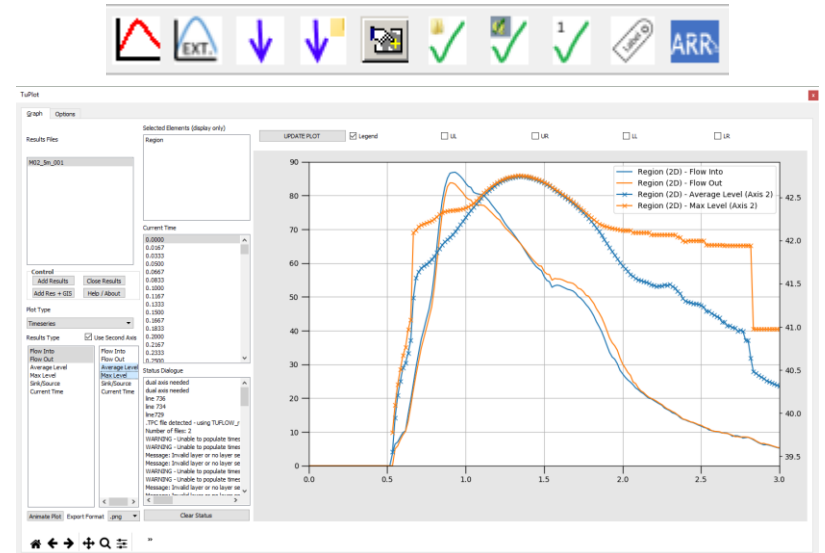 EXT.
1
Label
ARR
TuPlot
x
Graph Options
Results Files
M02_5m_001
Selected Elements (display only)
Region
Current Time
0.0000
0.0167
0.0333
0.0500
0.0667
0.0833
0.1000
0.1167
0.1333
0.1500
0.1667
0.1833
0.2000
0.2167
0.2333
0.2500
Control
Add Results Close Results
Add Res + GIS Help / About
Plot Type
Timeseries
Results Type Use Second Axis
Flow Into
Flow Out
Average Level
Max Level
Sink/Source
Current Time
Flow Into
Flow Out
Average Level
Max Level
Sink/Source
Current Time
Status Dialogue
dual axis needed
dual axis needed
line 736
line 734
line729
.TPC file detected - using TUFLOW_r
Number of files: 2
WARNING - Unable to populate times
WARNING - Unable to populate times
Message: Invalid layer or no layer se
Message: Invalid layer or no layer se
WARNING - Unable to populate times
WARNING - Unable to populate times
Message: Invalid layer or no layer se
Animate Plot Export Format .png
Clear Status
UPDATE PLOT Legend UL UR LL LR
Region (2D) - Flow Into
Region (2D) - Flow Out
Region (2D) - Average Level (Axis 2)
Region (2D) - Max Level (Axis 2)
90
80
70
60
50
40
30
20
10
0
0.0 0.5 1.0 1.5 2.0 2.5 3.0
42.5
42.0
41.5
41.0
40.5
40.0
39.5
»